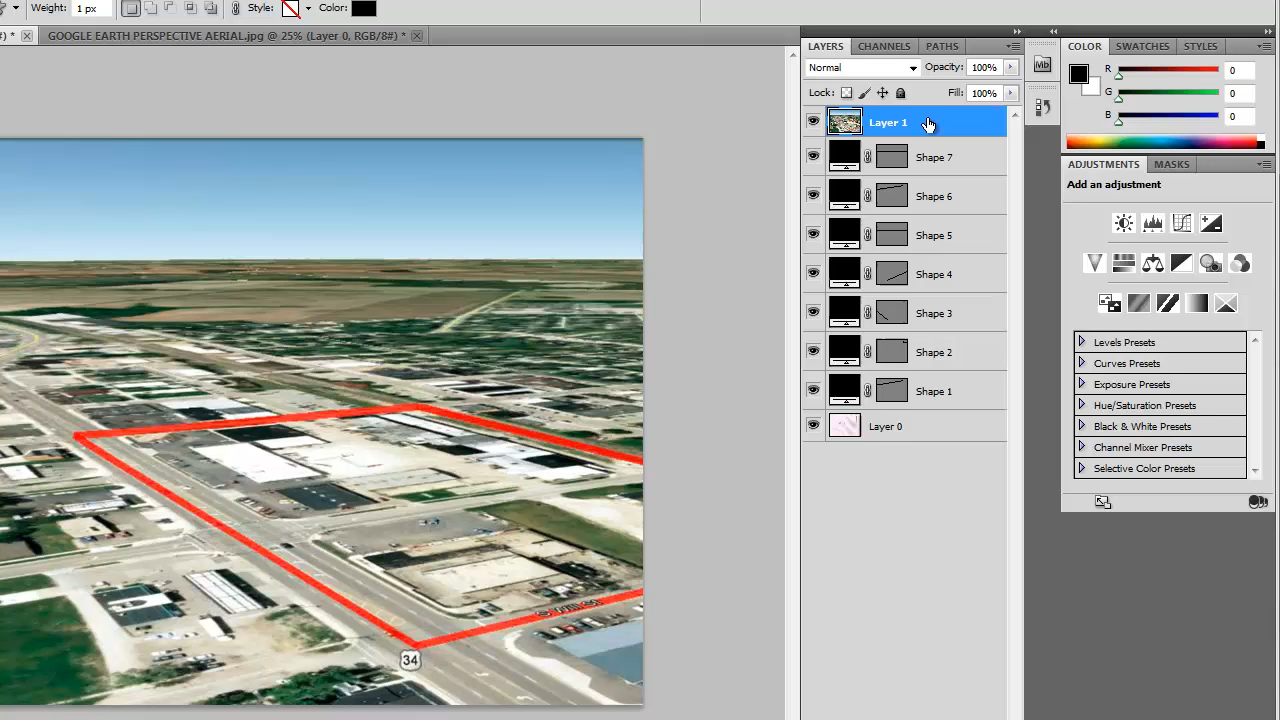 Weight: 1 px Style: Color:
#) * GOOGLE EARTH PERSPECTIVE AERIAL.jpg @ 25% (Layer 0, RGB/8#) *
LAYERS CHANNELS PATHS
Normal Opacity: 100%
Lock: Fill: 100%
Layer 1
Shape 7
Shape 6
Shape 5
Shape 4
Shape 3
Shape 2
Shape 1
Layer 0
Mb
COLOR SWATCHES STYLES
R 0
G 0
B 0
ADJUSTMENTS MASKS
Add an adjustment
Levels Presets
Curves Presets
Exposure Presets
Hue/Saturation Presets
Black & White Presets
Channel Mixer Presets
Selective Color Presets
34